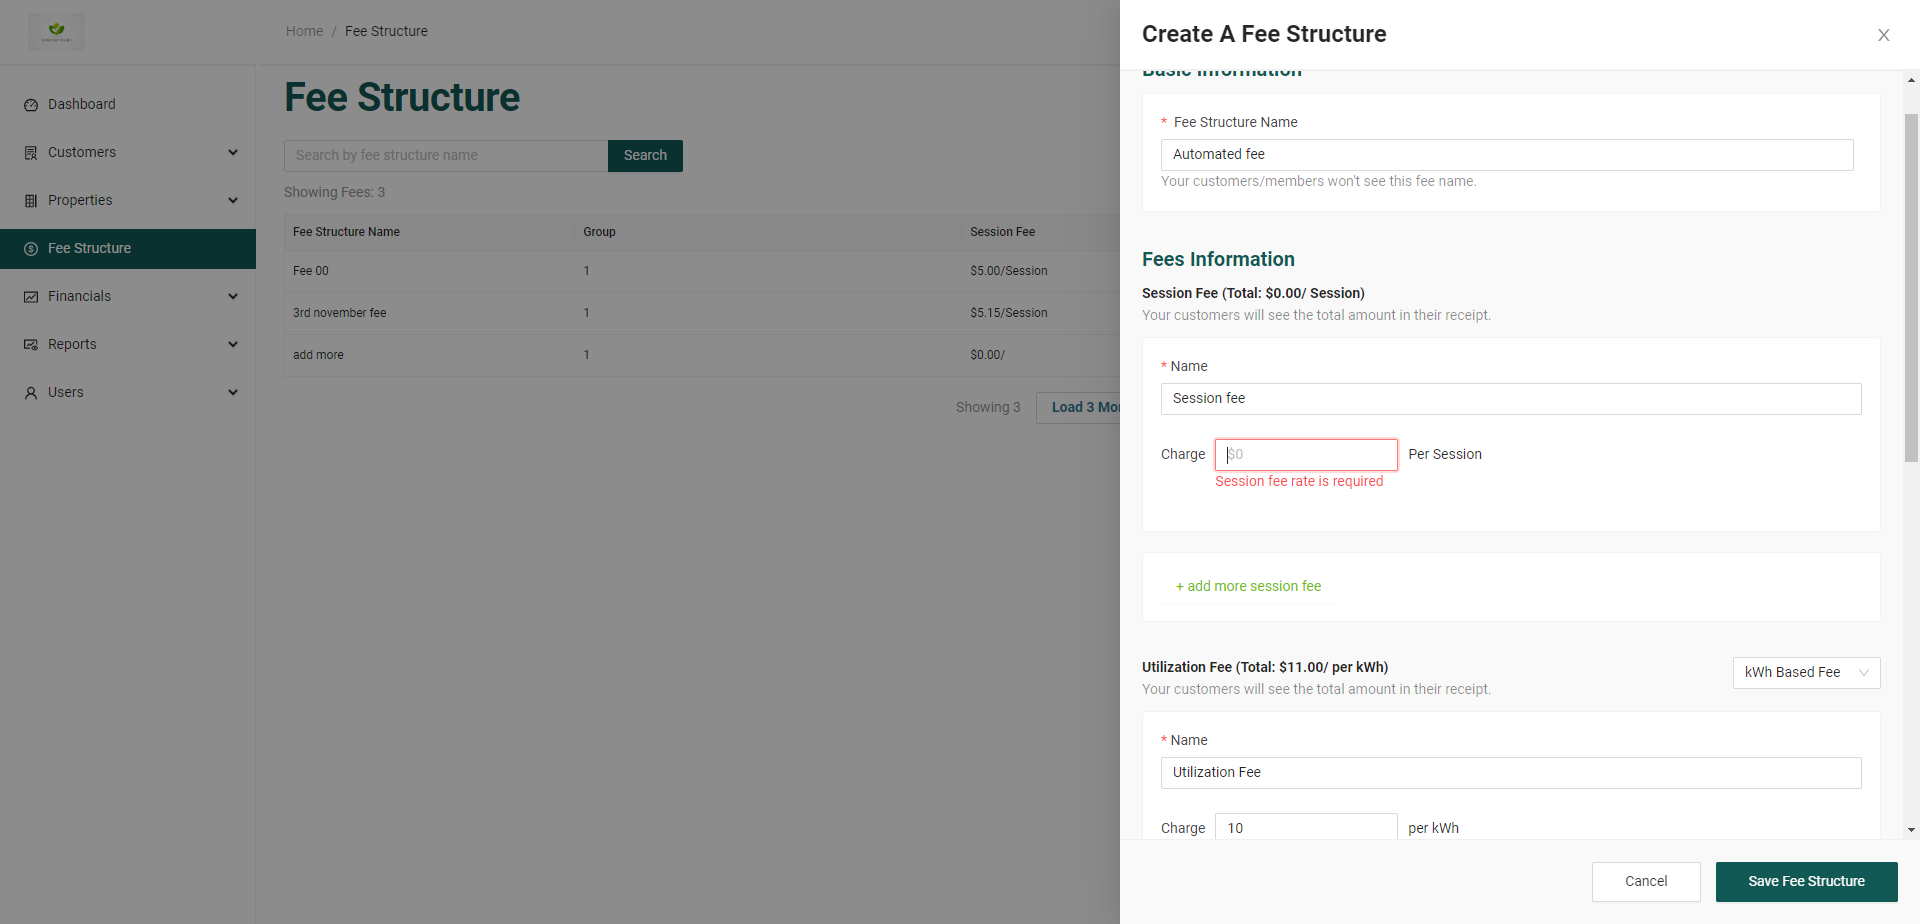 Home / Fee Structure
Dashboard
Customers
Properties
Fee Structure
Financials
Reports
Users
Fee Structure
Search by fee structure name
Search
Showing Fees: 3
Fee Structure Name Group Session Fee
Fee 00 1 $5.00/Session
3rd november fee 1 $5.15/Session
add more 1 $0.00/
Showing 3
Load 3 Mor
Create A Fee Structure
X
Basic Information
* Fee Structure Name
Automated fee
Your customers/members won't see this fee name.
Fees Information
Session Fee (Total: $0.00/ Session)
Your customers will see the total amount in their receipt.
* Name
Session fee
Charge $0 Per Session
Session fee rate is required
+ add more session fee
Utilization Fee (Total: $11.00/ per kWh)
kWh Based Fee
Your customers will see the total amount in their receipt.
* Name
Utilization Fee
Charge 10 per kWh
Cancel
Save Fee Structure